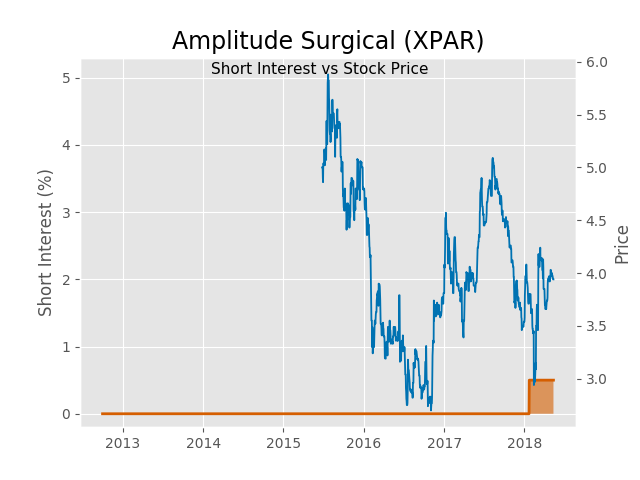 Amplitude Surgical (XPAR)
Short Interest vs Stock Price
Short Interest (%)
5
4
3
2
1
0
6.0
5.5
5.0
4.5
4.0
3.5
3.0
Price
2013 2014 2015 2016 2017 2018